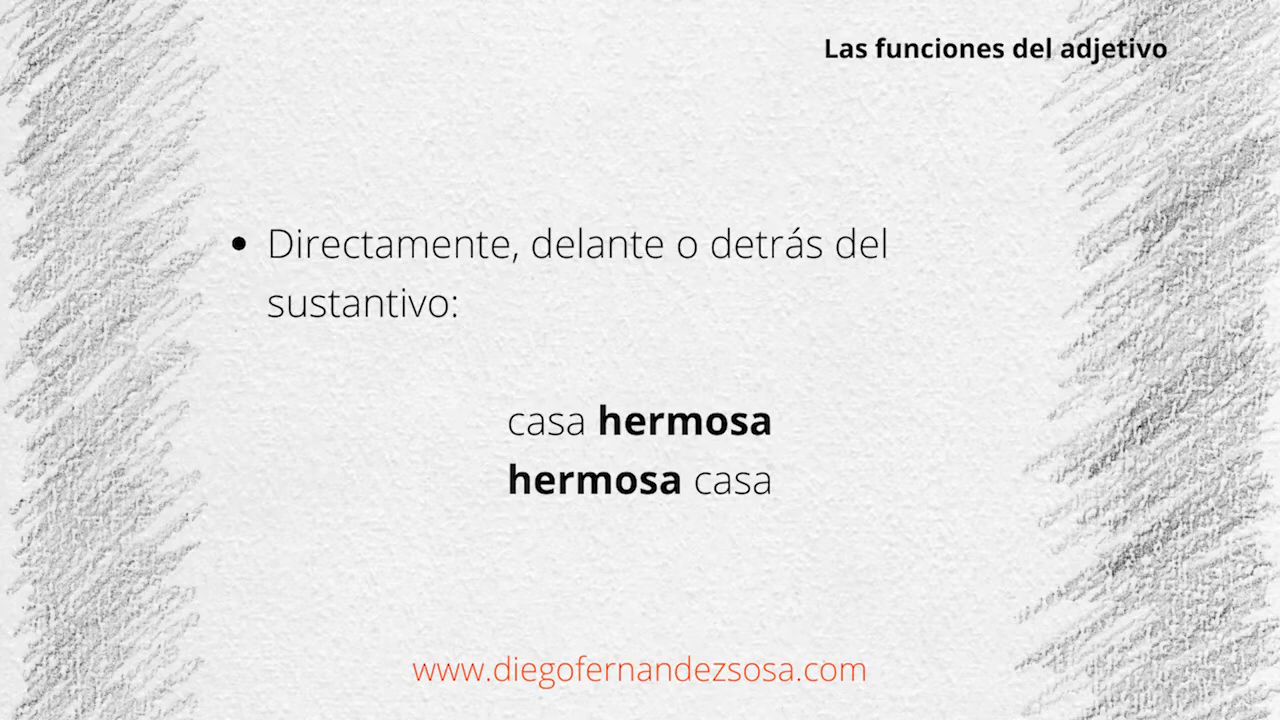 Las funciones del adjetivo
• Directamente, delante o detrás del
sustantivo:
casa hermosa
hermosa casa
www.diegofernandezsosa.com